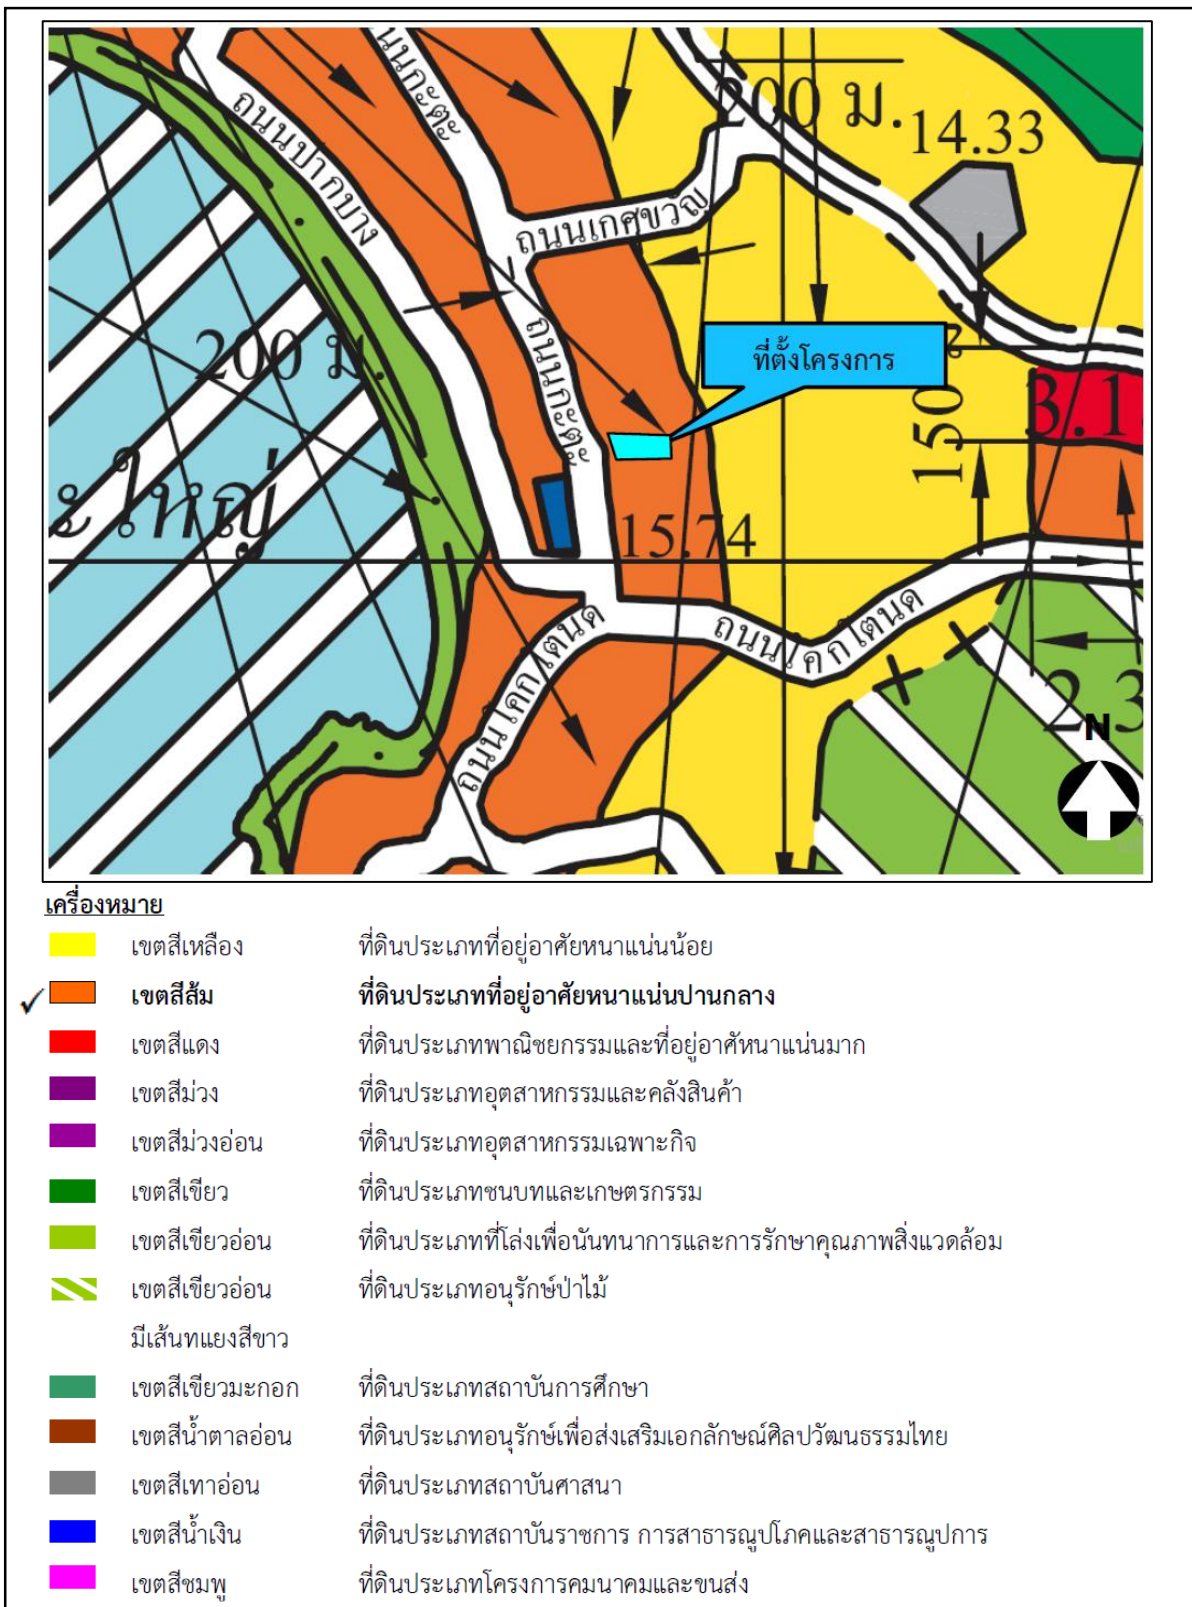 ถนนกะตะ
200 ม.
14.33
ถนนปากบาง
ถนนเกศขวัญ
200 ม
ถนนกะตะ
ที่ตั้งโครงการ
150
3.1
ะใหญ่
15.74
ถนนโคกโตนด
ถนนโคกโตนด
2.3
N
เครื่องหมาย
เขตสีเหลือง ที่ดินประเภทที่อยู่อาศัยหนาแน่นน้อย
✓ เขตสีส้ม ที่ดินประเภทที่อยู่อาศัยหนาแน่นปานกลาง
เขตสีแดง ที่ดินประเภทพาณิชยกรรมและที่อยู่อาศัหนาแน่นมาก
เขตสีม่วง ที่ดินประเภทอุตสาหกรรมและคลังสินค้า
เขตสีม่วงอ่อน ที่ดินประเภทอุตสาหกรรมเฉพาะกิจ
เขตสีเขียว ที่ดินประเภทชนบทและเกษตรกรรม
เขตสีเขียวอ่อน ที่ดินประเภทที่โล่งเพื่อนันทนาการและการรักษาคุณภาพสิ่งแวดล้อม
เขตสีเขียวอ่อน ที่ดินประเภทอนุรักษ์ป่าไม้
มีเส้นทแยงสีขาว
เขตสีเขียวมะกอก ที่ดินประเภทสถาบันการศึกษา
เขตสีน้ำตาลอ่อน ที่ดินประเภทอนุรักษ์เพื่อส่งเสริมเอกลักษณ์ศิลปวัฒนธรรมไทย
เขตสีเทาอ่อน ที่ดินประเภทสถาบันศาสนา
เขตสีน้ำเงิน ที่ดินประเภทสถาบันราชการ การสาธารณูปโภคและสาธารณูปการ
เขตสีชมพู ที่ดินประเภทโครงการคมนาคมและขนส่ง